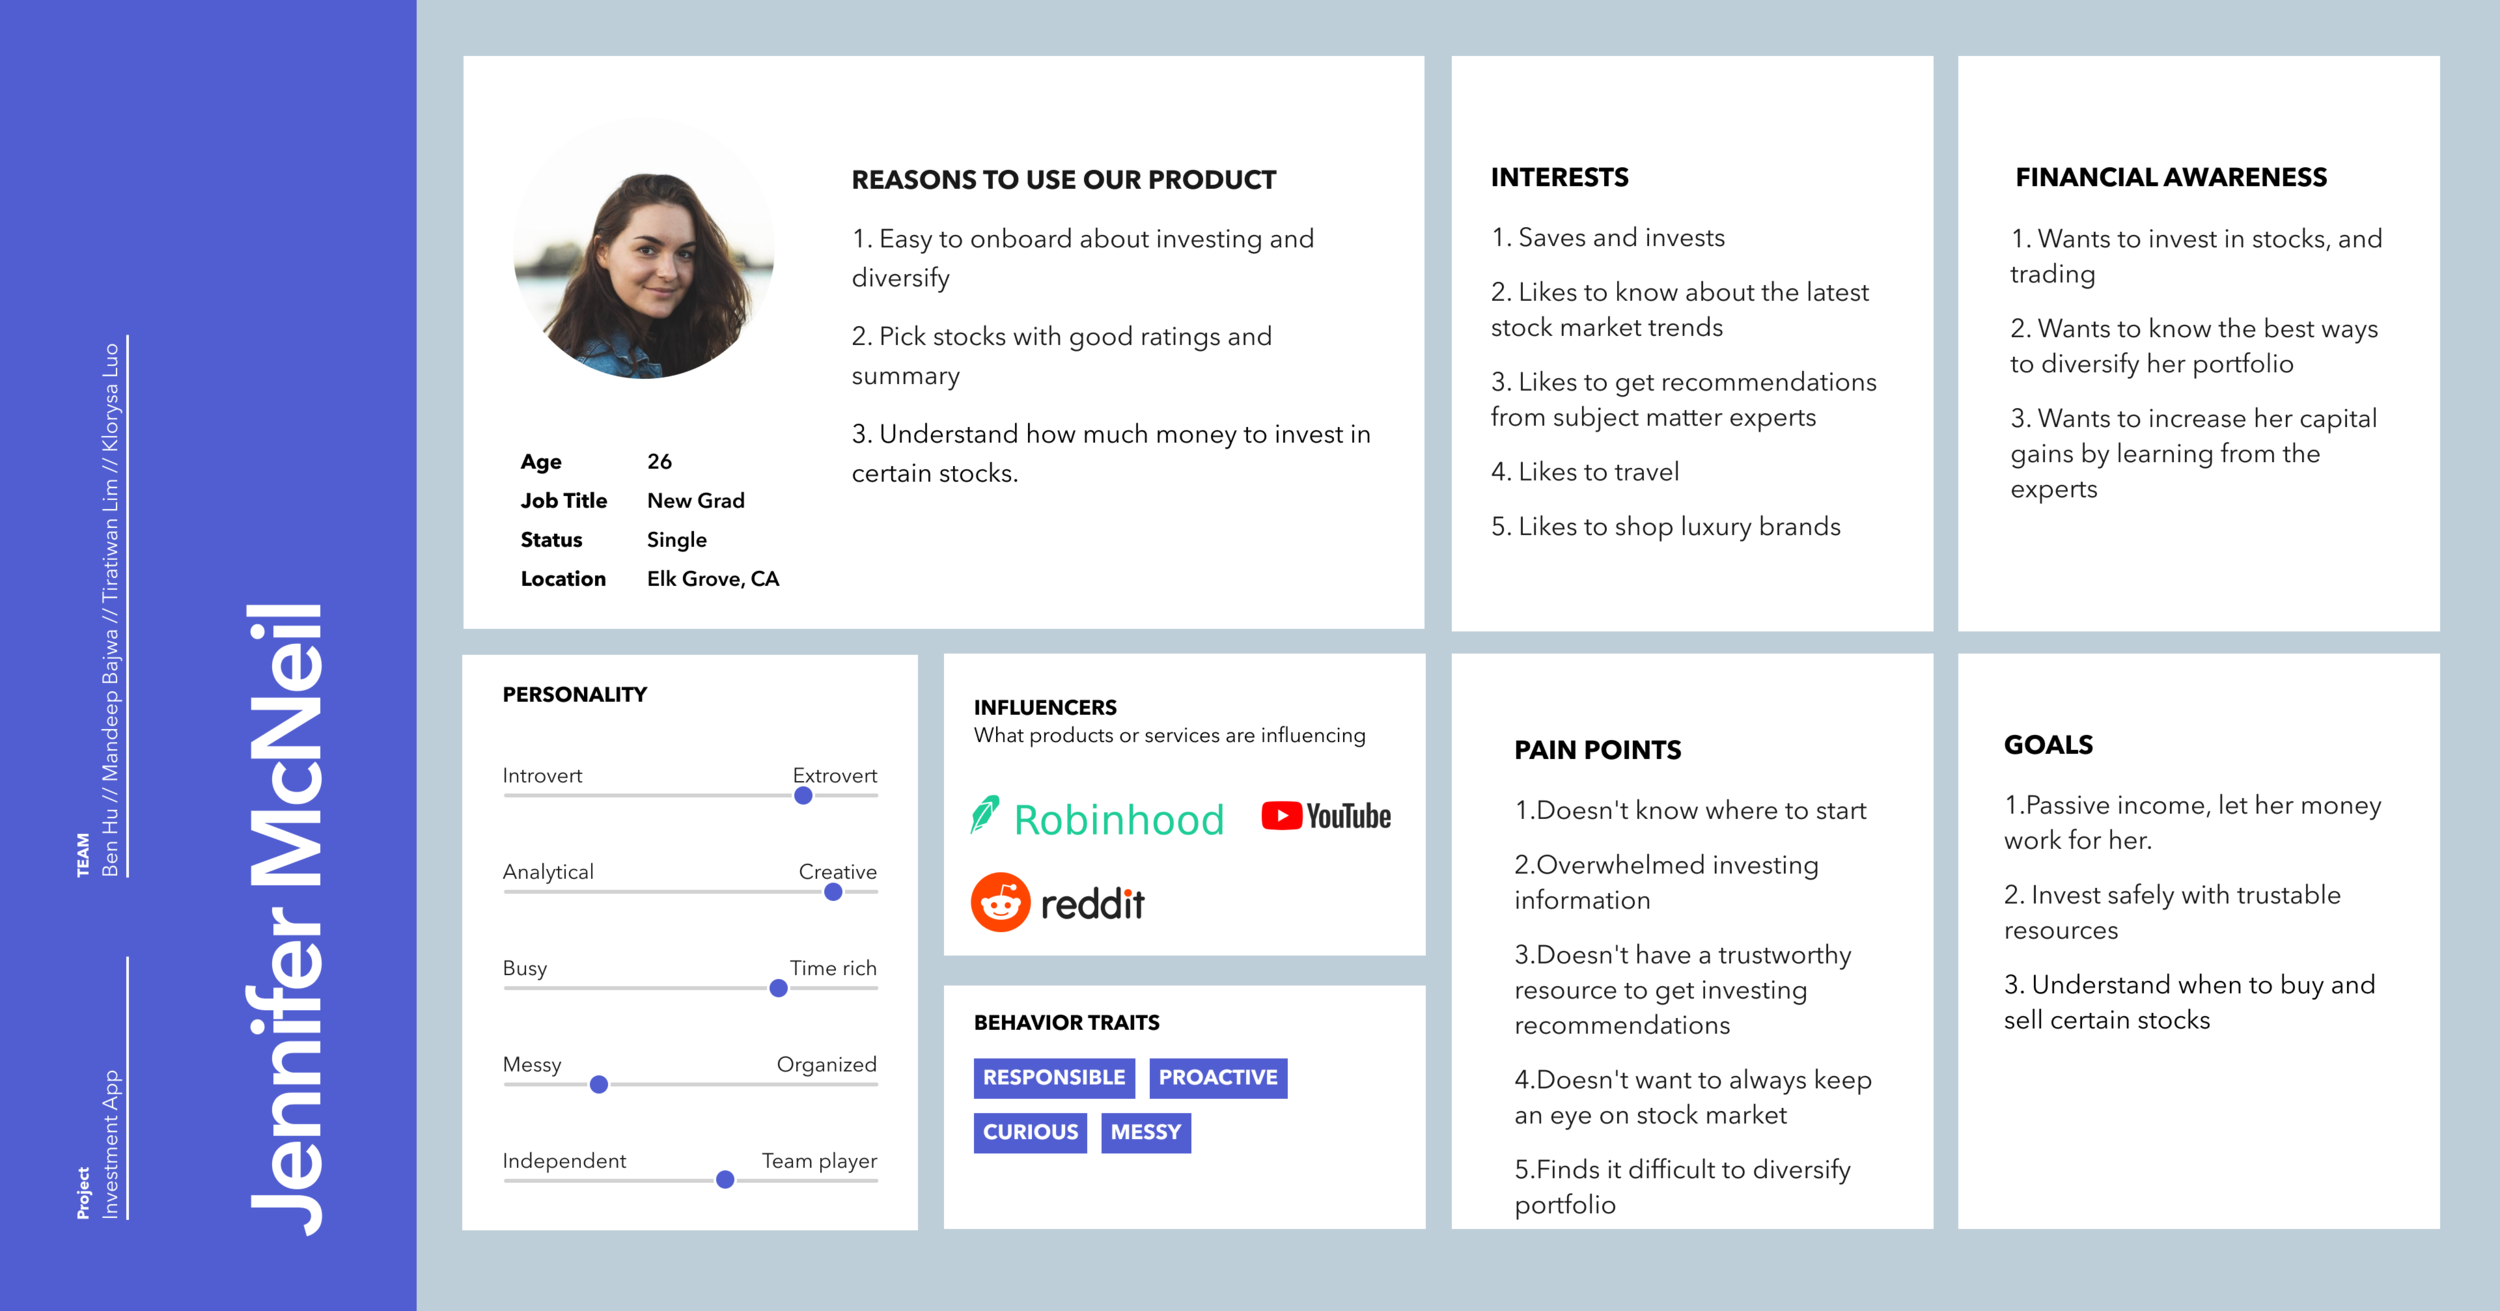 TEAM
Ben Hu // Mandeep Bajwa // Tiratiwan Lim // Klorysa Luo
Project
Investment App
Jennifer McNeil
Age 26
Job Title New Grad
Status Single
Location Elk Grove, CA
REASONS TO USE OUR PRODUCT
1. Easy to onboard about investing and
diversify
2. Pick stocks with good ratings and
summary
3. Understand how much money to invest in
certain stocks.
INTERESTS
1. Saves and invests
2. Likes to know about the latest
stock market trends
3. Likes to get recommendations
from subject matter experts
4. Likes to travel
5. Likes to shop luxury brands
FINANCIAL AWARENESS
1. Wants to invest in stocks, and
trading
2. Wants to know the best ways
to diversify her portfolio
3. Wants to increase her capital
gains by learning from the
experts
PERSONALITY
Introvert Extrovert
Analytical Creative
Busy Time rich
Messy Organized
Independent Team player
INFLUENCERS
What products or services are influencing
Robinhood YouTube
reddit
BEHAVIOR TRAITS
RESPONSIBLE PROACTIVE
CURIOUS MESSY
PAIN POINTS
1.Doesn't know where to start
2.Overwhelmed investing
information
3.Doesn't have a trustworthy
resource to get investing
recommendations
4.Doesn't want to always keep
an eye on stock market
5.Finds it difficult to diversify
portfolio
GOALS
1.Passive income, let her money
work for her.
2. Invest safely with trustable
resources
3. Understand when to buy and
sell certain stocks